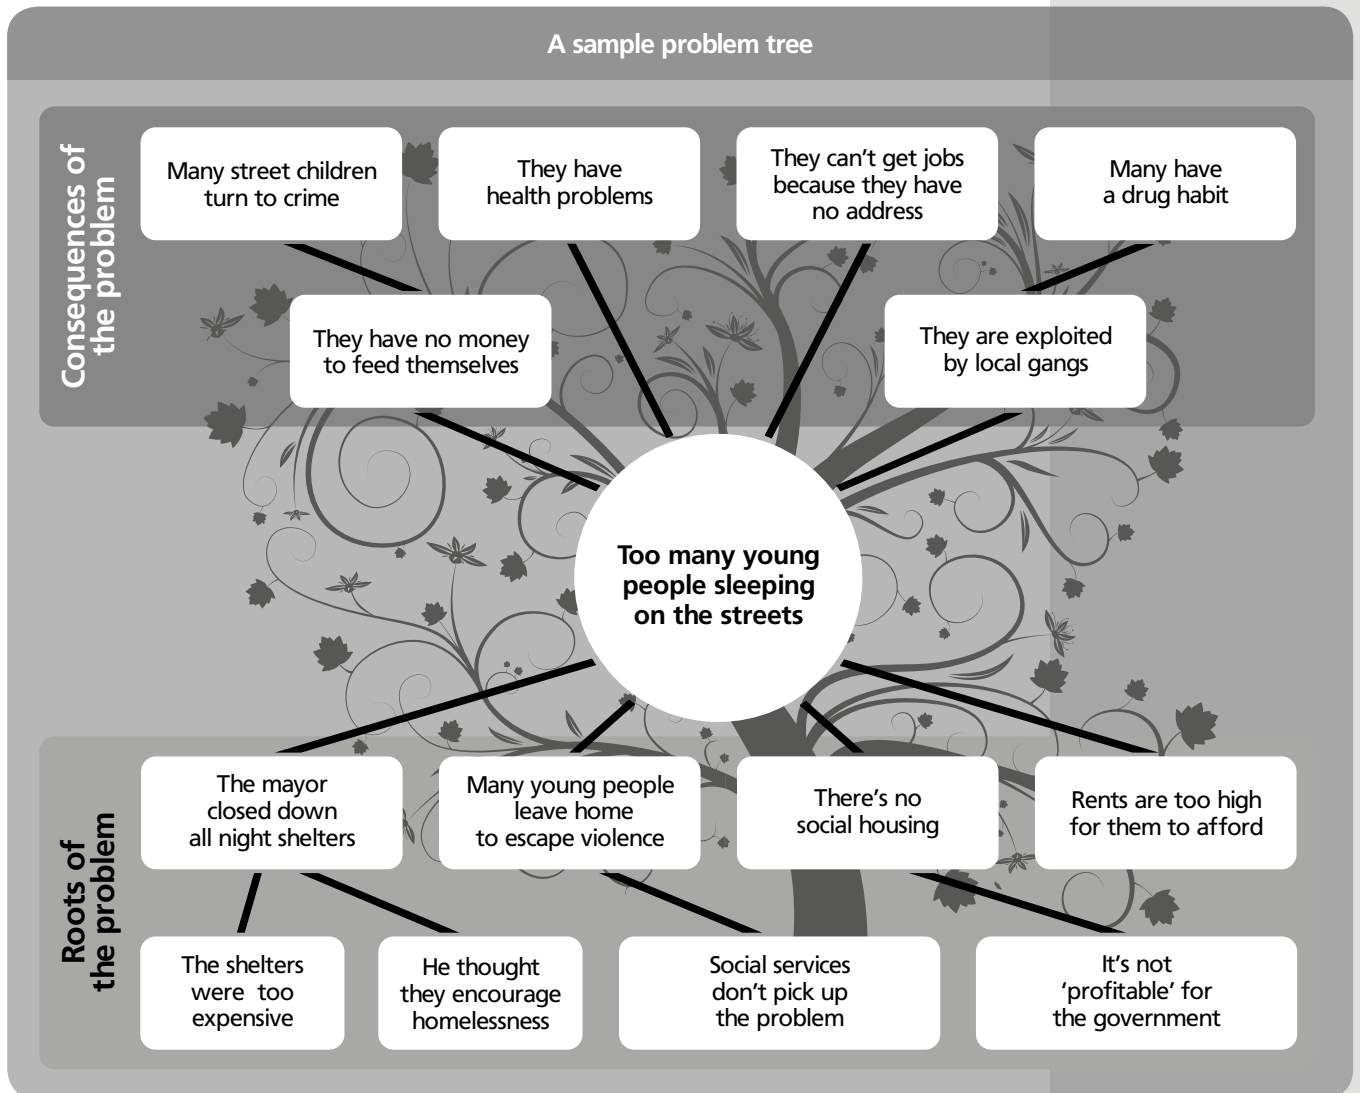 A sample problem tree
Consequences of
the problem
Many street children
turn to crime
They have
health problems
They can't get jobs
because they have
no address
Many have
a drug habit
They have no money
to feed themselves
They are exploited
by local gangs
Too many young
people sleeping
on the streets
Roots of
the problem
The mayor
closed down
all night shelters
Many young people
leave home
to escape violence
There's no
social housing
Rents are too high
for them to afford
The shelters
were too
expensive
He thought
they encourage
homelessness
Social services
don't pick up
the problem
It's not
‘profitable’ for
the government